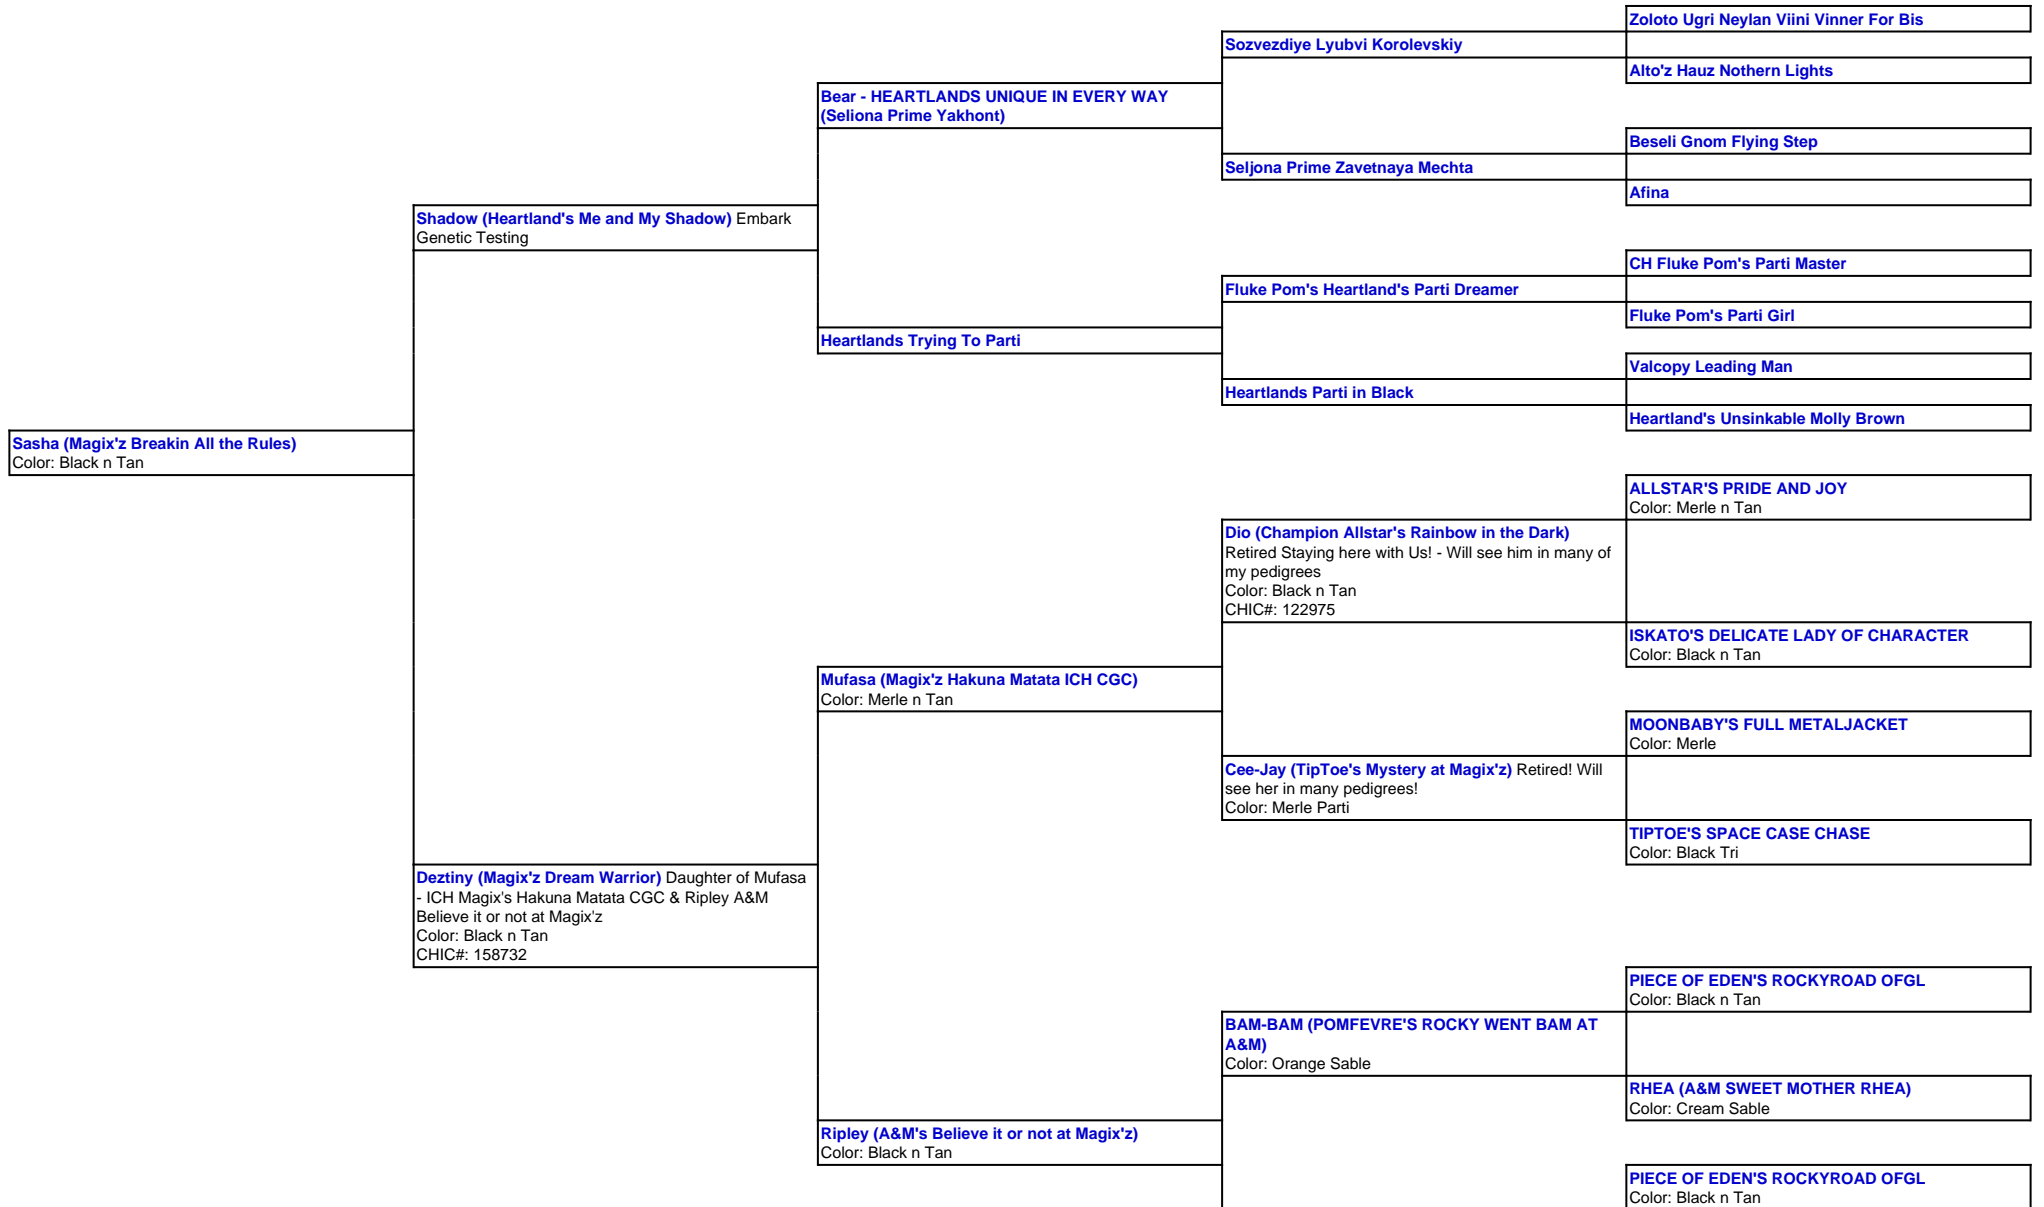 Zoloto Ugri Neylan Viini Vinner For Bis
Sozvezdiye Lyubvi Korolevskiy
Alto'z Hauz Nothern Lights
Bear - HEARTLANDS UNIQUE IN EVERY WAY
(Seliona Prime Yakhont)
Beseli Gnom Flying Step
Seljona Prime Zavetnaya Mechta
Afina
Shadow (Heartland's Me and My Shadow) Embark
Genetic Testing
CH Fluke Pom's Parti Master
Fluke Pom's Heartland's Parti Dreamer
Fluke Pom's Parti Girl
Heartlands Trying To Parti
Valcopy Leading Man
Heartlands Parti in Black
Heartland's Unsinkable Molly Brown
Sasha (Magix'z Breakin All the Rules)
Color: Black n Tan
ALLSTAR'S PRIDE AND JOY
Color: Merle n Tan
Dio (Champion Allstar's Rainbow in the Dark)
Retired Staying here with Us! - Will see him in many of
my pedigrees
Color: Black n Tan
CHIC#: 122975
ISKATO'S DELICATE LADY OF CHARACTER
Color: Black n Tan
Mufasa (Magix'z Hakuna Matata ICH CGC)
Color: Merle n Tan
MOONBABY'S FULL METALJACKET
Color: Merle
Cee-Jay (TipToe's Mystery at Magix'z) Retired! Will
see her in many pedigrees!
Color: Merle Parti
TIPTOE'S SPACE CASE CHASE
Color: Black Tri
Deztiny (Magix'z Dream Warrior) Daughter of Mufasa
- ICH Magix's Hakuna Matata CGC & Ripley A&M
Believe it or not at Magix'z
Color: Black n Tan
CHIC#: 158732
PIECE OF EDEN'S ROCKYROAD OFGL
Color: Black n Tan
BAM-BAM (POMFEVRE'S ROCKY WENT BAM AT
A&M)
Color: Orange Sable
RHEA (A&M SWEET MOTHER RHEA)
Color: Cream Sable
Ripley (A&M's Believe it or not at Magix'z)
Color: Black n Tan
PIECE OF EDEN'S ROCKYROAD OFGL
Color: Black n Tan